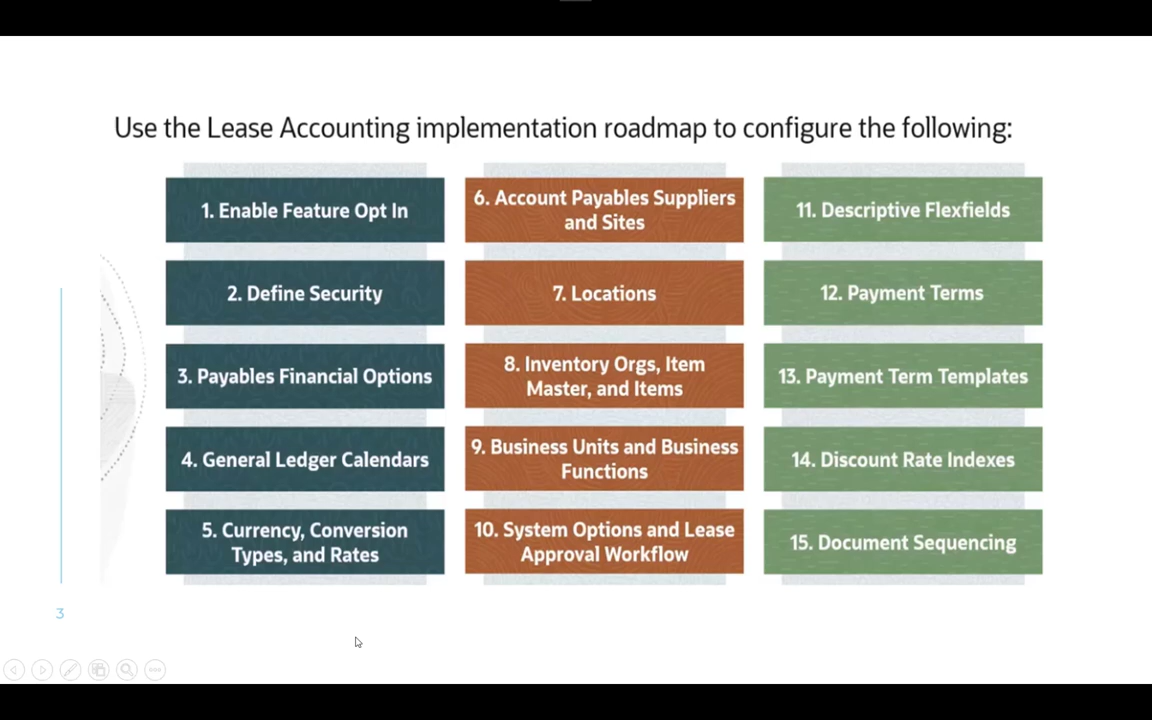 Use the Lease Accounting implementation roadmap to configure the following:
1. Enable Feature Opt In
2. Define Security
3. Payables Financial Options
4. General Ledger Calendars
5. Currency, Conversion
Types, and Rates
6. Account Payables Suppliers
and Sites
7. Locations
8. Inventory Orgs, Item
Master, and Items
9. Business Units and Business
Functions
10. System Options and Lease
Approval Workflow
11. Descriptive Flexfields
12. Payment Terms
13. Payment Term Templates
14. Discount Rate Indexes
15. Document Sequencing
3